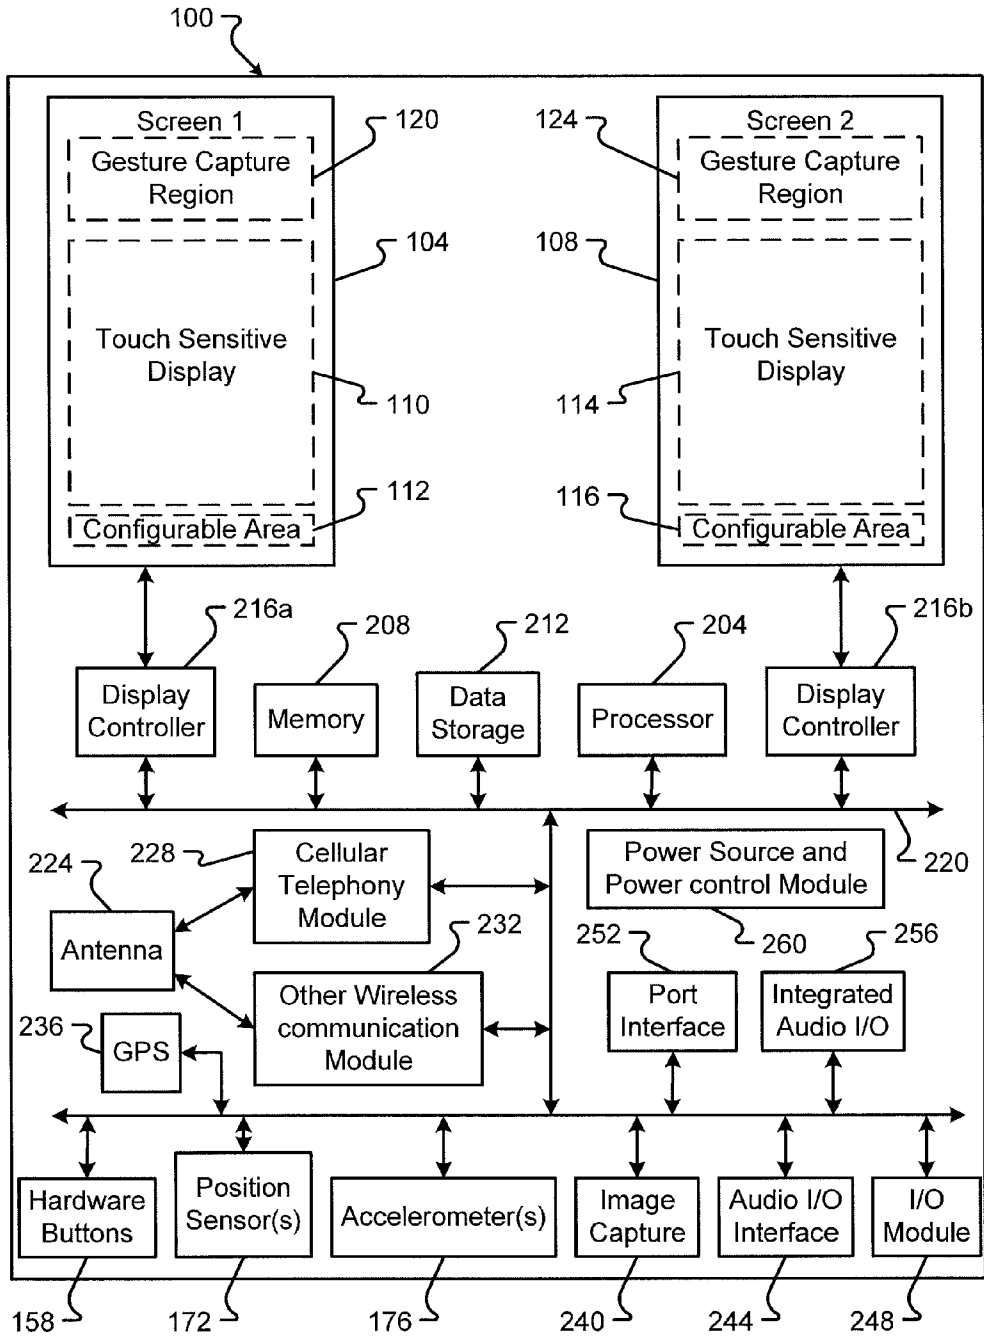 100
Screen 1
Gesture Capture
Region
120
104
Touch Sensitive
Display
110
112
Configurable Area
Screen 2
Gesture Capture
Region
124
108
Touch Sensitive
Display
114
116
Configurable Area
216a
208
212
204
216b
Display
Controller
Memory
Data
Storage
Processor
Display
Controller
220
228
Cellular
Telephony
Module
224
Antenna
232
Other Wireless
communication
Module
236
GPS
Power Source and
Power control Module
260
252
Port
Interface
256
Integrated
Audio I/O
Hardware
Buttons
Position
Sensor(s)
Accelerometer(s)
Image
Capture
Audio I/O
Interface
I/O
Module
158
172
176
240
244
248